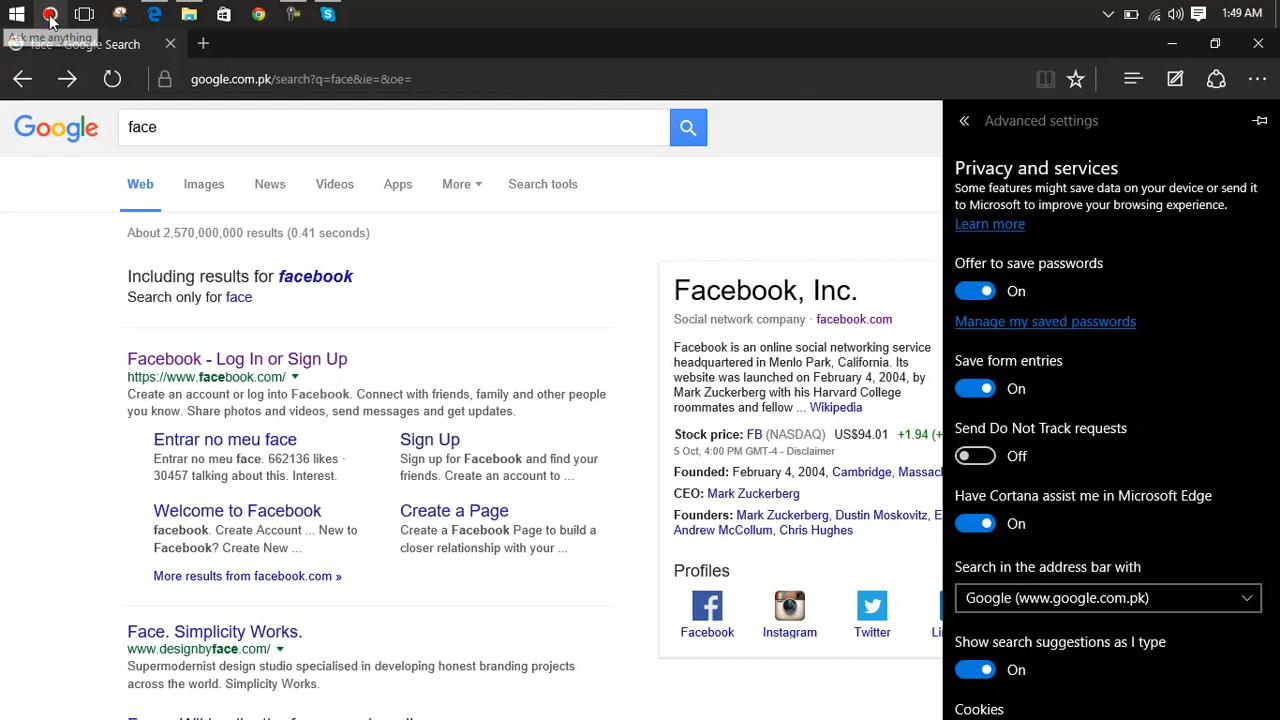 1:49 AM
Ask me anything
face - Google Search
google.com.pk/search?q=face&ie=&oe=
Google
face
Web Images News Videos Apps More Search tools
About 2,570,000,000 results (0.41 seconds)
Including results for facebook
Search only for face
Facebook - Log In or Sign Up
https://www.facebook.com/
Create an account or log into Facebook. Connect with friends, family and other people
you know. Share photos and videos, send messages and get updates.
Entrar no meu face
Entrar no meu face. 662136 likes ·
30457 talking about this. Interest.
Sign Up
Sign up for Facebook and find your
friends. Create an account to ...
Welcome to Facebook
facebook. Create Account ... New to
Facebook? Create New ...
Create a Page
Create a Facebook Page to build a
closer relationship with your ...
More results from facebook.com »
Face. Simplicity Works.
www.designbyface.com/
Supermodernist design studio specialised in developing honest branding projects
across the world. Simplicity Works.
Facebook, Inc.
Social network company · facebook.com
Facebook is an online social networking service
headquartered in Menlo Park, California. Its
website was launched on February 4, 2004, by
Mark Zuckerberg with his Harvard College
roommates and fellow ... Wikipedia
Stock price: FB (NASDAQ) US$94.01 +1.94 (+
5 Oct, 4:00 PM GMT-4 - Disclaimer
Founded: February 4, 2004, Cambridge, Massac
CEO: Mark Zuckerberg
Founders: Mark Zuckerberg, Dustin Moskovitz, E
Andrew McCollum, Chris Hughes
Profiles
Facebook Instagram Twitter Li
Advanced settings
Privacy and services
Some features might save data on your device or send it
to Microsoft to improve your browsing experience.
Learn more
Offer to save passwords
On
Manage my saved passwords
Save form entries
On
Send Do Not Track requests
Off
Have Cortana assist me in Microsoft Edge
On
Search in the address bar with
Google (www.google.com.pk)
Show search suggestions as I type
On
Cookies